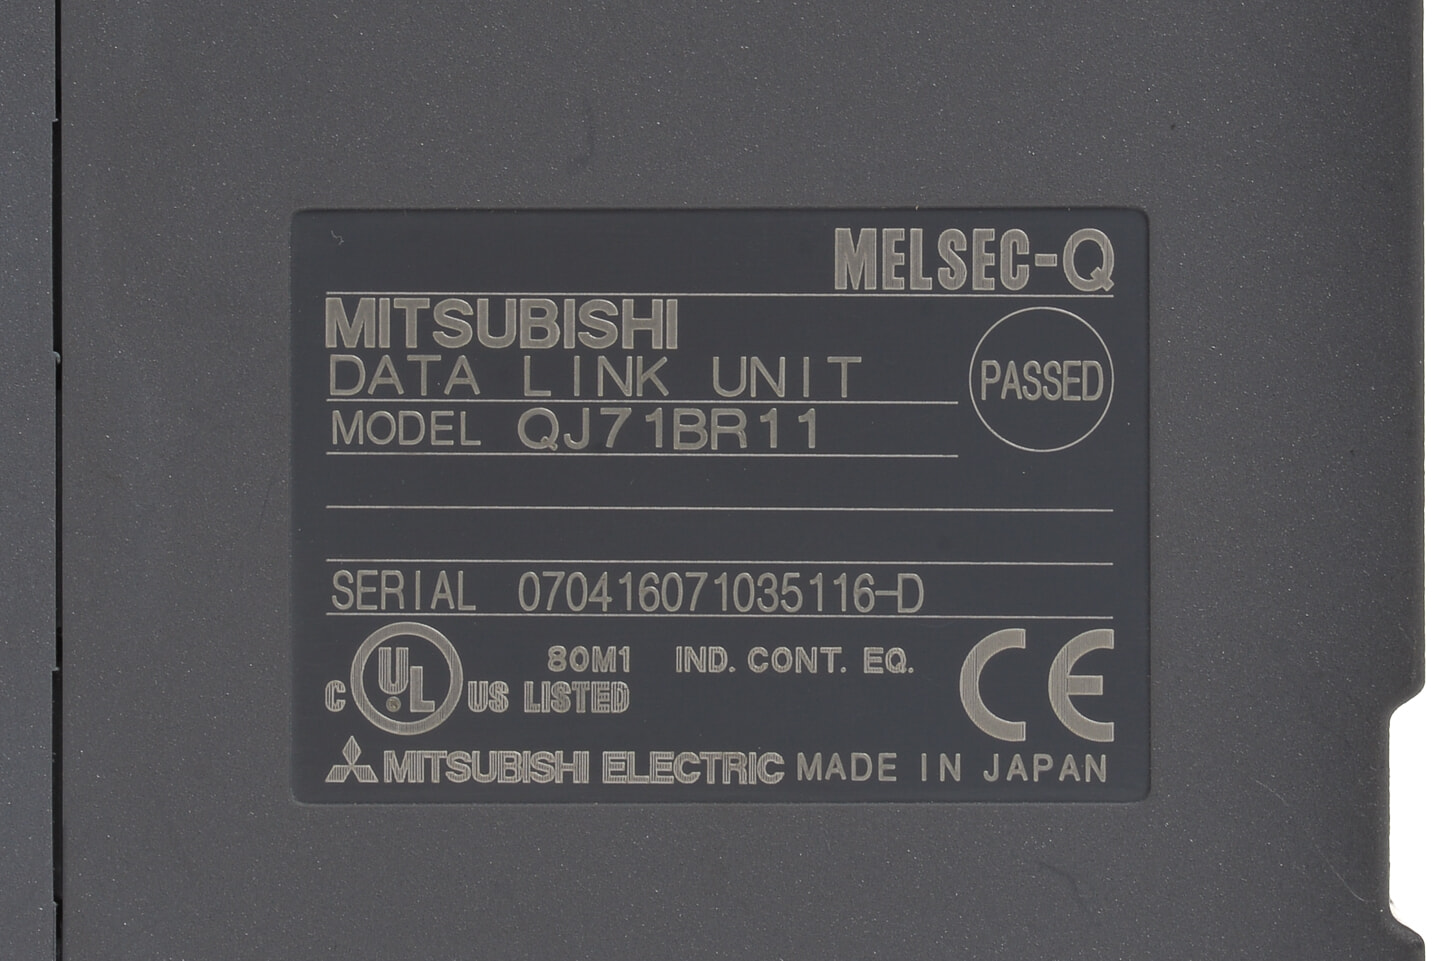 MELSEC-Q
MITSUBISHI
DATA LINK UNIT
PASSED
MODEL QJ71BR11
SERIAL 070416071035116-D
C UL US LISTED
80M1 IND. CONT. EQ.
CE
MITSUBISHI ELECTRIC MADE IN JAPAN